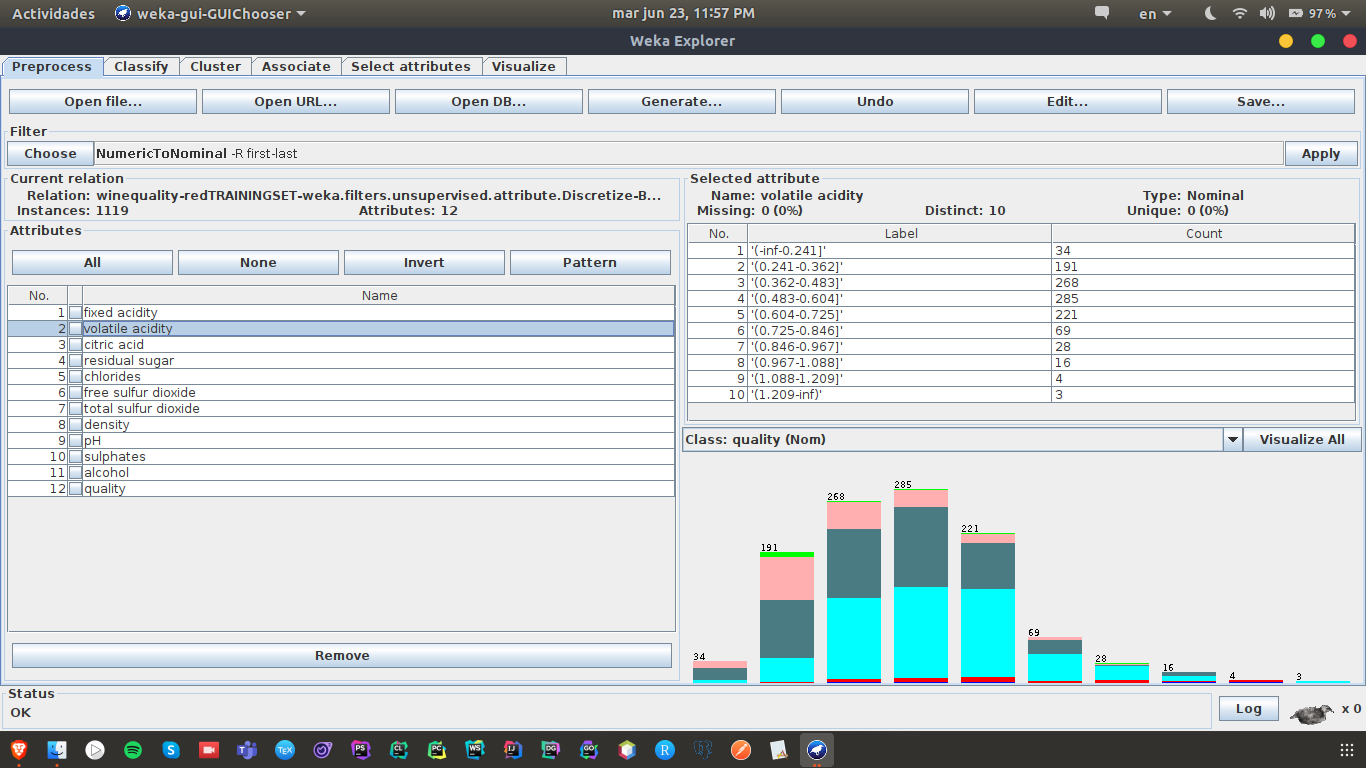 Actividades weka-gui-GUIChooser mar jun 23, 11:57 PM en 97%
Weka Explorer
Preprocess Classify Cluster Associate Select attributes Visualize
Open file... Open URL... Open DB... Generate... Undo Edit... Save...
Filter
Choose NumericToNominal -R first-last Apply
Current relation
Relation: winequality-redTRAININGSET-weka.filters.unsupervised.attribute.Discretize-B...
Instances: 1119 Attributes: 12
Attributes
All None Invert Pattern
No. Name
1 fixed acidity
2 volatile acidity
3 citric acid
4 residual sugar
5 chlorides
6 free sulfur dioxide
7 total sulfur dioxide
8 density
9 pH
10 sulphates
11 alcohol
12 quality
Remove
Selected attribute
Name: volatile acidity Type: Nominal
Missing: 0 (0%) Distinct: 10 Unique: 0 (0%)
No. Label Count
1 '(-inf-0.241]' 34
2 '(0.241-0.362]' 191
3 '(0.362-0.483]' 268
4 '(0.483-0.604]' 285
5 '(0.604-0.725]' 221
6 '(0.725-0.846]' 69
7 '(0.846-0.967]' 28
8 '(0.967-1.088]' 16
9 '(1.088-1.209]' 4
10 '(1.209-inf)' 3
Class: quality (Nom) Visualize All
34 191 268 285 221 69 28 16 4 3
Status
OK
Log x 0
S TEX PS CL PC WS IJ DG GO R